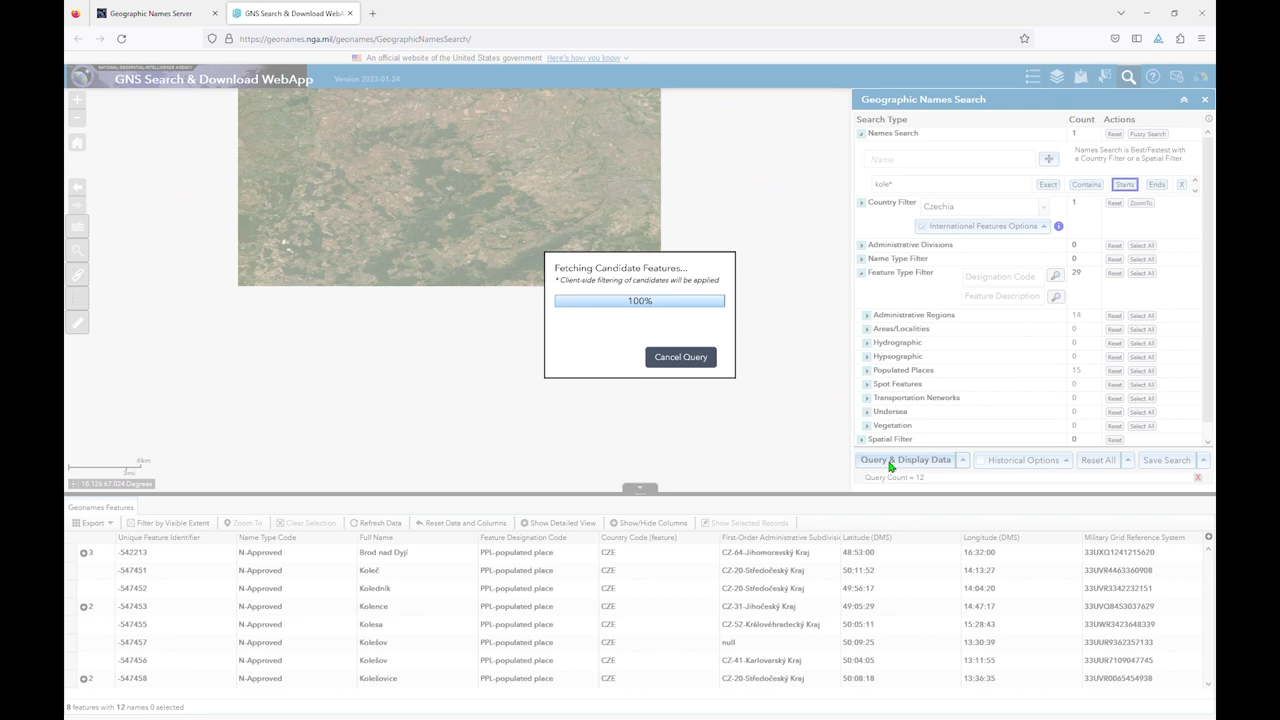 Geographic Names Server
GNS Search & Download WebA
https://geonames.nga.mil/geonames/GeographicNamesSearch/
An official website of the United States government Here's how you know
NATIONAL GEOSPATIAL-INTELLIGENCE AGENCY
GNS Search & Download WebApp Version 2023-01-24
Geographic Names Search
Search Type Count Actions
Names Search 1 Reset Fuzzy Search
Names Search is Best/Fastest with
a Country Filter or a Spatial Filter.
Name
kole* Exact Contains Starts Ends X
Country Filter Czechia 1 Reset ZoomTo
International Features Options
Administrative Divisions 0 Reset Select All
Name Type Filter 0 Reset Select All
Feature Type Filter Designation Code 29 Reset Select All
Feature Description
Administrative Regions 14 Reset Select All
Areas/Localities 0 Reset Select All
Hydrographic 0 Reset Select All
Hypsographic 0 Reset Select All
Populated Places 15 Reset Select All
Spot Features 0 Reset Select All
Transportation Networks 0 Reset Select All
Undersea 0 Reset Select All
Vegetation 0 Reset Select All
Spatial Filter 0 Reset
Query & Display Data Historical Options Reset All Save Search
Query Count = 12 X
Fetching Candidate Features...
* Client-side filtering of candidates will be applied
100%
Cancel Query
6km
3mi
18.126 67.024 Degrees
Geonames Features
Export Filter by Visible Extent Zoom To Clear Selection Refresh Data Reset Data and Columns Show Detailed View Show/Hide Columns Show Selected Records
Unique Feature Identifier Name Type Code Full Name Feature Designation Code Country Code (feature) First-Order Administrative Subdivisi Latitude (DMS) Longitude (DMS) Military Grid Reference System
3 -542213 N-Approved Brod nad Dyjí PPL-populated place CZE CZ-64-Jihomoravský Kraj 48:53:00 16:32:00 33UXQ1241215620
-547451 N-Approved Koleč PPL-populated place CZE CZ-20-Středočeský Kraj 50:11:52 14:13:27 33UVR4463360908
-547452 N-Approved Koledník PPL-populated place CZE CZ-20-Středočeský Kraj 49:56:17 14:04:20 33UVR3342232151
2 -547453 N-Approved Kolence PPL-populated place CZE CZ-31-Jihočeský Kraj 49:05:29 14:47:17 33UVQ8453037629
-547455 N-Approved Kolesa PPL-populated place CZE CZ-52-Královéhradecký Kraj 50:05:11 15:28:43 33UWR3423648339
-547457 N-Approved Kolešov PPL-populated place CZE null 50:09:25 13:30:39 33UUR9362357133
-547456 N-Approved Kolešov PPL-populated place CZE CZ-41-Karlovarský Kraj 50:04:05 13:11:55 33UUR7109047745
2 -547458 N-Approved Kolešovice PPL-populated place CZE CZ-20-Středočeský Kraj 50:08:18 13:36:35 33UVR0065454938
8 features with 12 names 0 selected